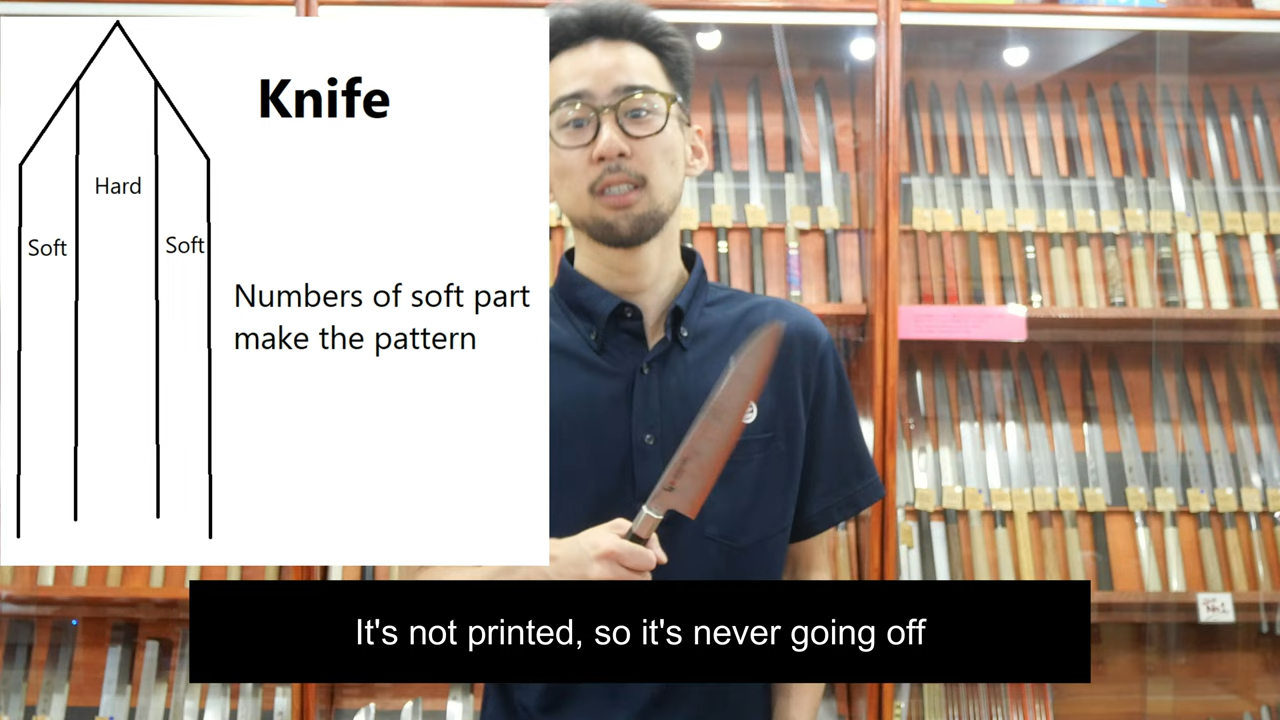 Knife
Hard
Soft
Soft
Numbers of soft part
make the pattern
It's not printed, so it's never going off